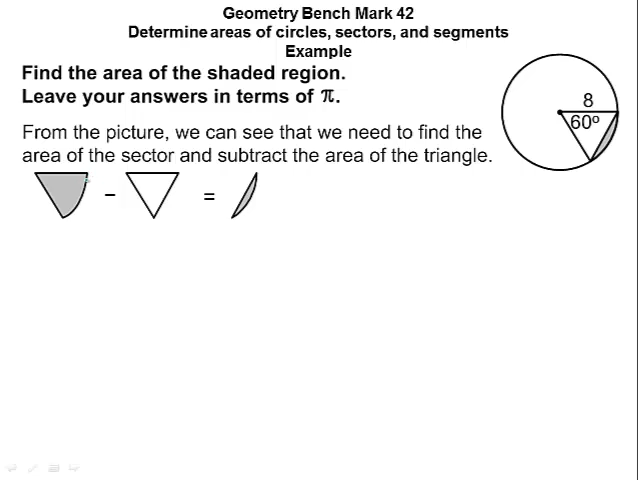 Geometry Bench Mark 42
Determine areas of circles, sectors, and segments
Example
Find the area of the shaded region.
Leave your answers in terms of π.
From the picture, we can see that we need to find the
area of the sector and subtract the area of the triangle.
– =
8
60º